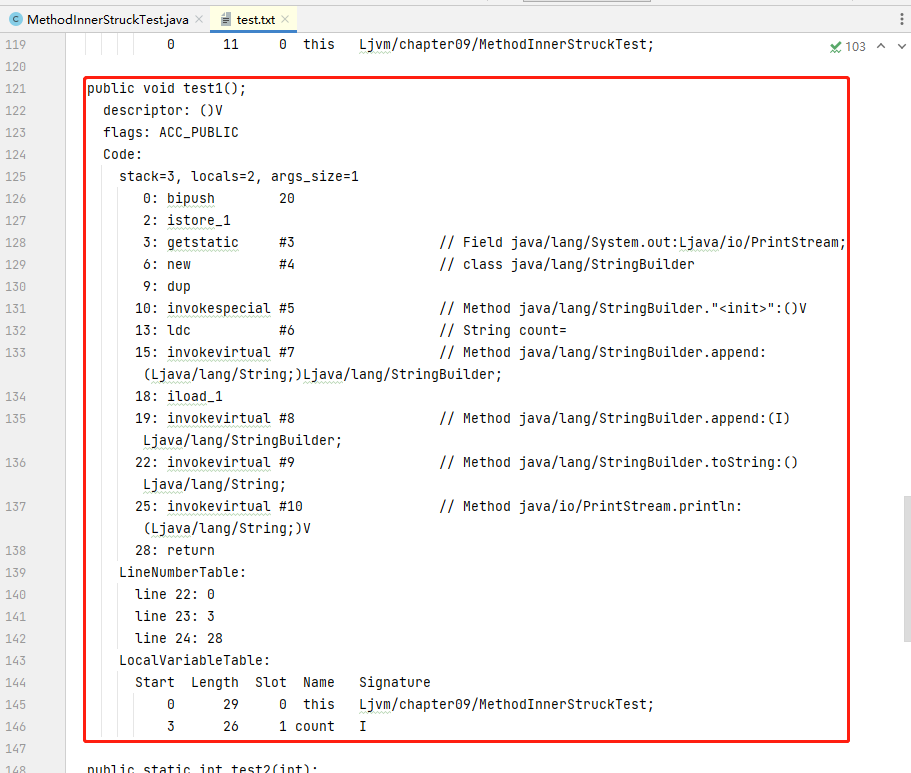 MethodInnerStruckTest.java
test.txt
103
119 0 11 0 this Ljvm/chapter09/MethodInnerStruckTest;
120
121 public void test1();
122 descriptor: ()V
123 flags: ACC_PUBLIC
124 Code:
125 stack=3, locals=2, args_size=1
126 0: bipush 20
127 2: istore_1
128 3: getstatic #3 // Field java/lang/System.out:Ljava/io/PrintStream;
129 6: new #4 // class java/lang/StringBuilder
130 9: dup
131 10: invokespecial #5 // Method java/lang/StringBuilder."<init>":()V
132 13: ldc #6 // String count=
133 15: invokevirtual #7 // Method java/lang/StringBuilder.append:
(Ljava/lang/String;)Ljava/lang/StringBuilder;
134 18: iload_1
135 19: invokevirtual #8 // Method java/lang/StringBuilder.append:(I)
Ljava/lang/StringBuilder;
136 22: invokevirtual #9 // Method java/lang/StringBuilder.toString:()
Ljava/lang/String;
137 25: invokevirtual #10 // Method java/io/PrintStream.println:
(Ljava/lang/String;)V
138 28: return
139 LineNumberTable:
140 line 22: 0
141 line 23: 3
142 line 24: 28
143 LocalVariableTable:
144 Start Length Slot Name Signature
145 0 29 0 this Ljvm/chapter09/MethodInnerStruckTest;
146 3 26 1 count I
147
148 public static int test2(int);